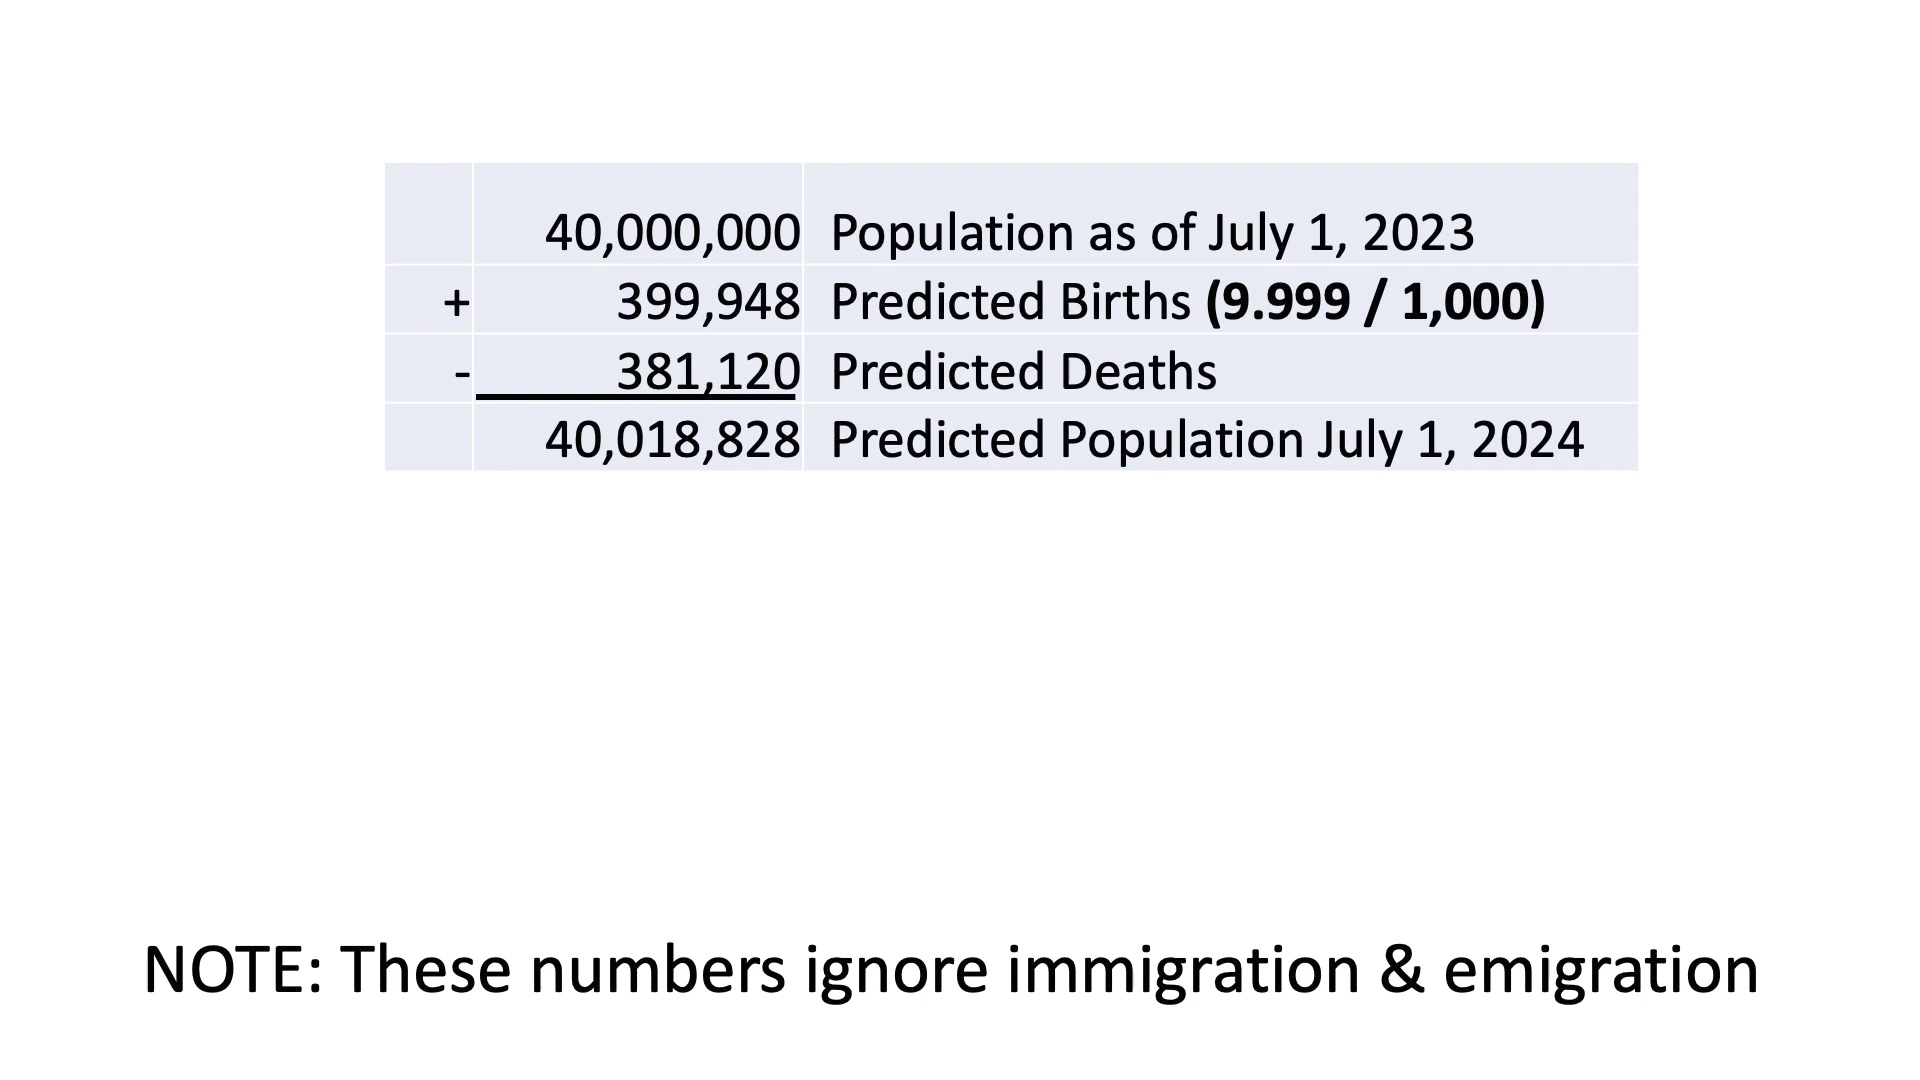 40,000,000 Population as of July 1, 2023
+ 399,948 Predicted Births (9.999 / 1,000)
- 381,120 Predicted Deaths
40,018,828 Predicted Population July 1, 2024
NOTE: These numbers ignore immigration & emigration